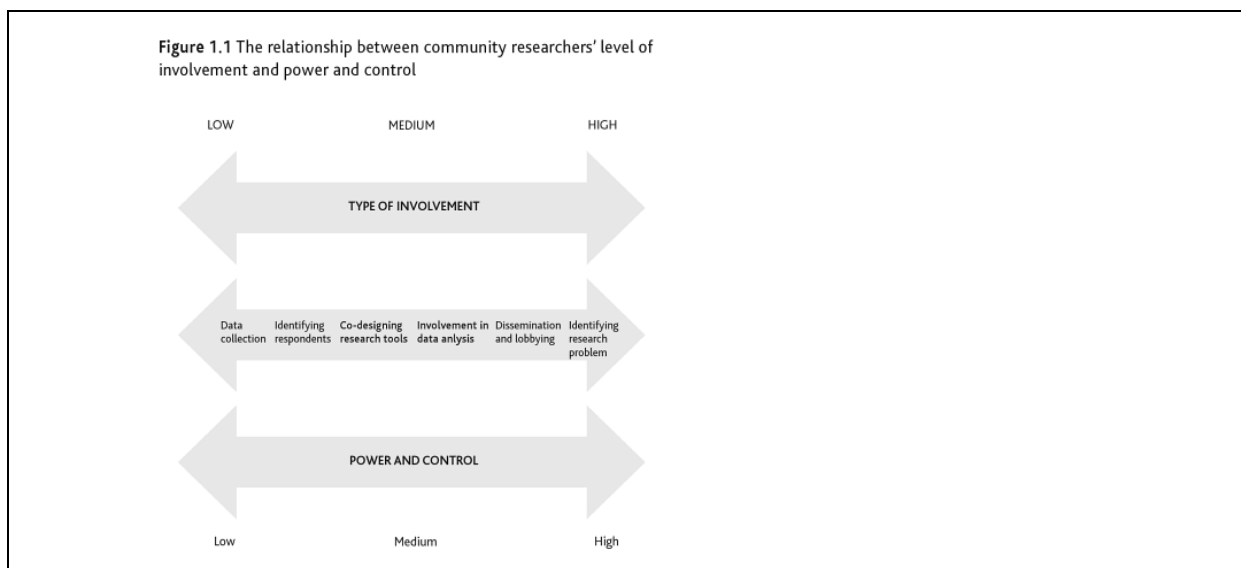 Figure 1.1 The relationship between community researchers' level of
involvement and power and control
LOW MEDIUM HIGH
TYPE OF INVOLVEMENT
Data collection
Identifying respondents
Co-designing research tools
Involvement in data anlysis
Dissemination and lobbying
Identifying research problem
POWER AND CONTROL
Low Medium High